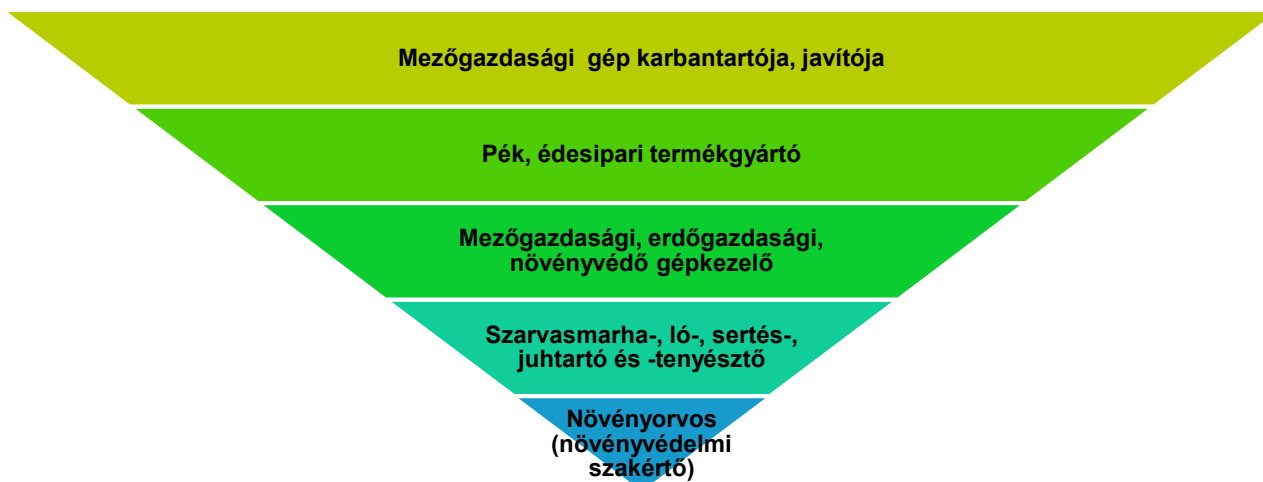 Mezőgazdasági  gép karbantartója, javítója
Pék, édesipari termékgyártó
Mezőgazdasági, erdőgazdasági,
növényvédő gépkezelő
Szarvasmarha-, ló-, sertés-,
juhtartó és -tenyésztő
Növényorvos
(növényvédelmi
szakértő)